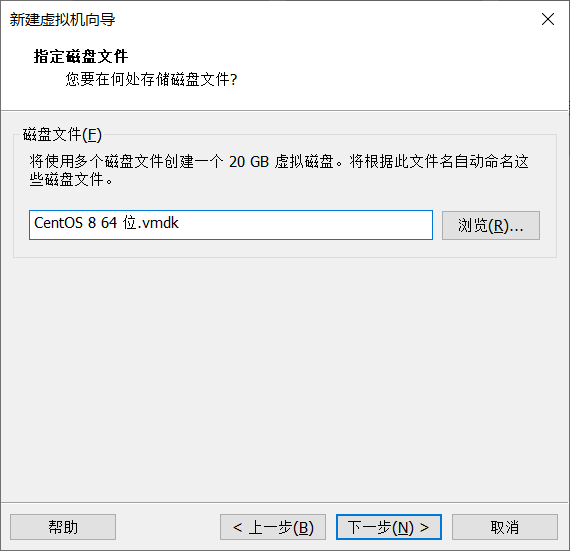 新建虚拟机向导
指定磁盘文件
您要在何处存储磁盘文件?
磁盘文件(F)
将使用多个磁盘文件创建一个 20 GB 虚拟磁盘。将根据此文件名自动命名这
些磁盘文件。
CentOS 8 64 位.vmdk
浏览(R)...
帮助
< 上一步(B)
下一步(N) >
取消